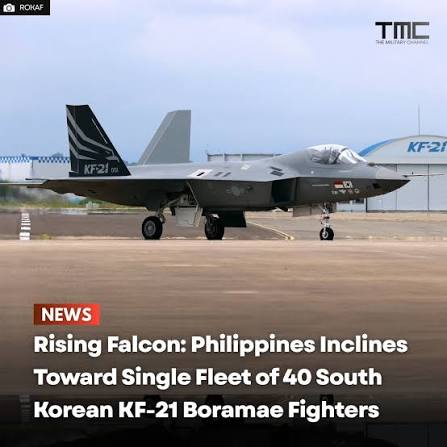 ROKAF
TMC
THE MILITARY CHANNEL
KF-21
KF-21 001
NEWS
Rising Falcon: Philippines Inclines
Toward Single Fleet of 40 South
Korean KF-21 Boramae Fighters